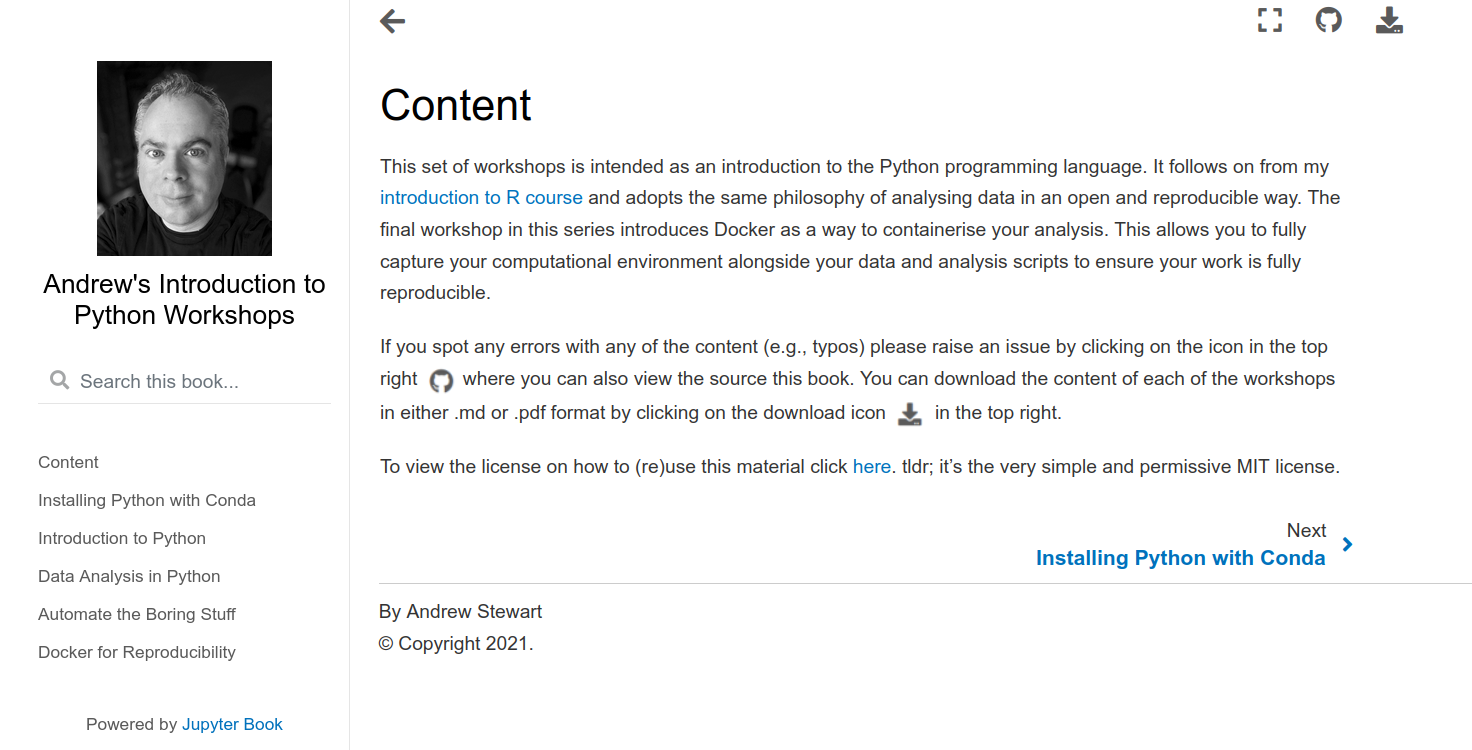 Andrew's Introduction to
Python Workshops
Search this book...
Content
Installing Python with Conda
Introduction to Python
Data Analysis in Python
Automate the Boring Stuff
Docker for Reproducibility
Powered by Jupyter Book
Content
This set of workshops is intended as an introduction to the Python programming language. It follows on from my
introduction to R course and adopts the same philosophy of analysing data in an open and reproducible way. The
final workshop in this series introduces Docker as a way to containerise your analysis. This allows you to fully
capture your computational environment alongside your data and analysis scripts to ensure your work is fully
reproducible.
If you spot any errors with any of the content (e.g., typos) please raise an issue by clicking on the icon in the top
right where you can also view the source this book. You can download the content of each of the workshops
in either .md or .pdf format by clicking on the download icon in the top right.
To view the license on how to (re)use this material click here. tldr; it’s the very simple and permissive MIT license.
Next
Installing Python with Conda
By Andrew Stewart
© Copyright 2021.